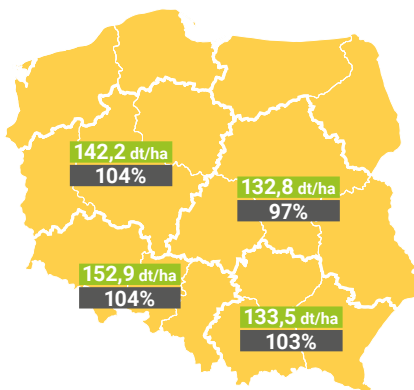 142,2 dt/ha
104%
132,8 dt/ha
97%
152,9 dt/ha
104%
133,5 dt/ha
103%